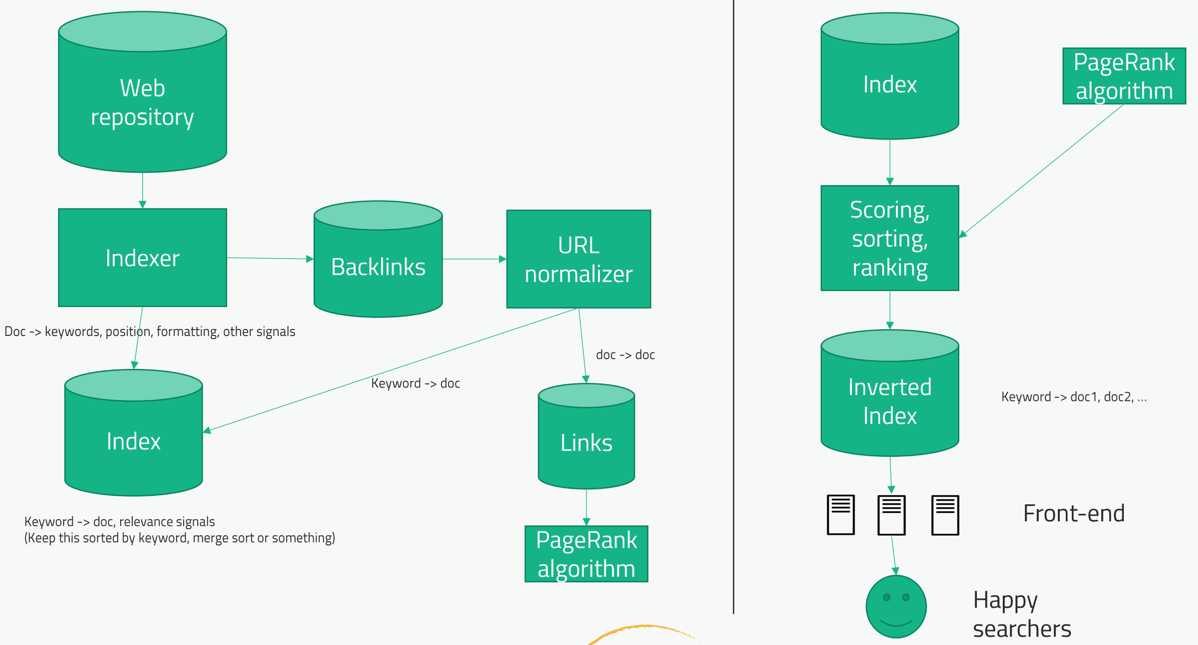 Web
repository
Indexer
Backlinks
URL
normalizer
Doc -> keywords, position, formatting, other signals
doc -> doc
Keyword -> doc
Index
Links
Keyword -> doc, relevance signals
(Keep this sorted by keyword, merge sort or something)
PageRank
algorithm
Index
PageRank
algorithm
Scoring,
sorting,
ranking
Inverted
Index
Keyword -> doc1, doc2, ...
Front-end
Happy
searchers